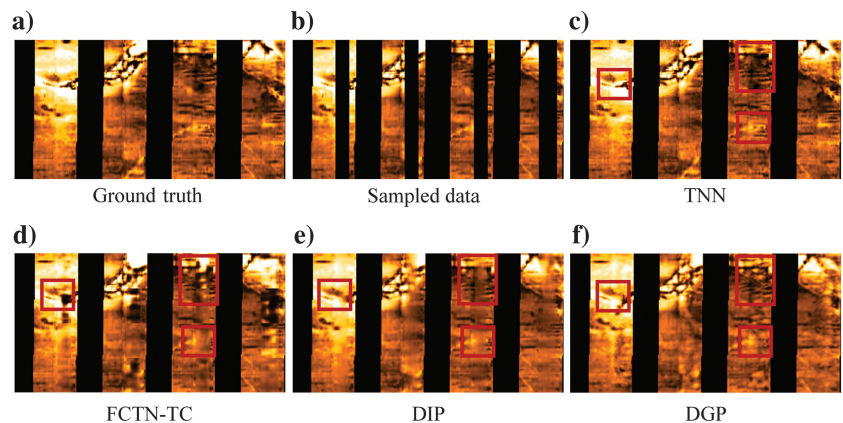 a)
b)
c)
Ground truth
Sampled data
TNN
d)
e)
f)
FCTN-TC
DIP
DGP